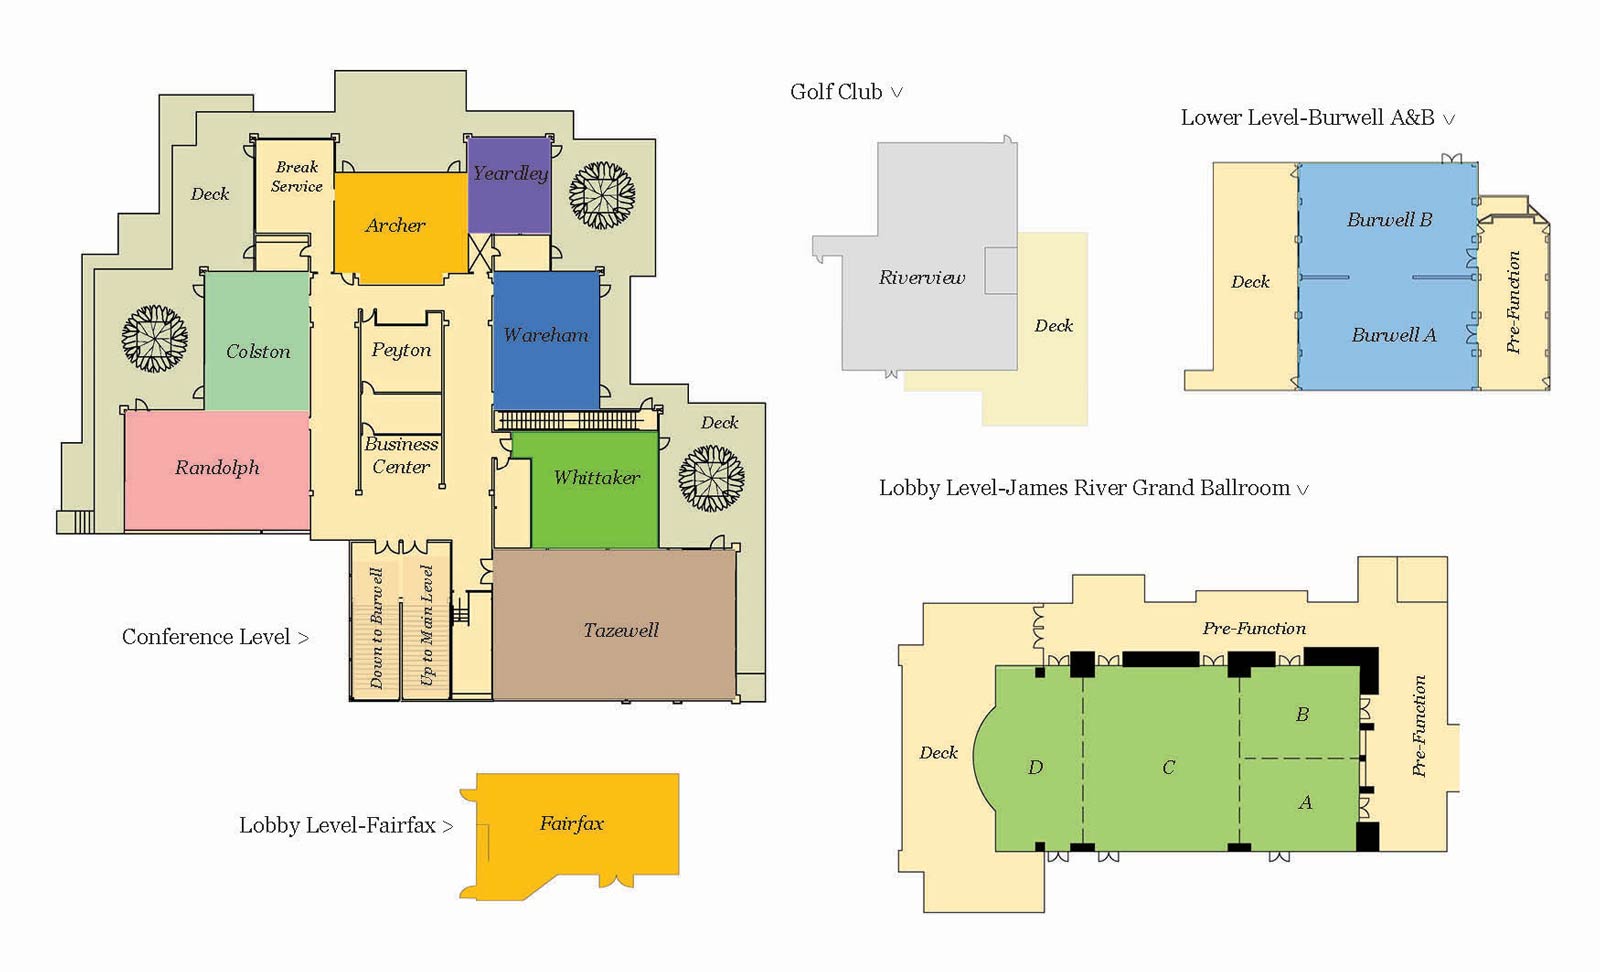 Golf Club ∨
Lower Level-Burwell A&B ∨
Break
Service
Yeardley
Deck
Archer
Burwell B
Riverview
Deck
Pre-Function
Deck
Wareham
Burwell A
Colston
Peyton
Deck
Business
Center
Randolph
Whittaker
Lobby Level-James River Grand Ballroom ∨
Down to Burwell
Up to Main Level
Conference Level >
Tazewell
Pre-Function
B
Pre-Function
Deck
D
C
A
Lobby Level-Fairfax >
Fairfax